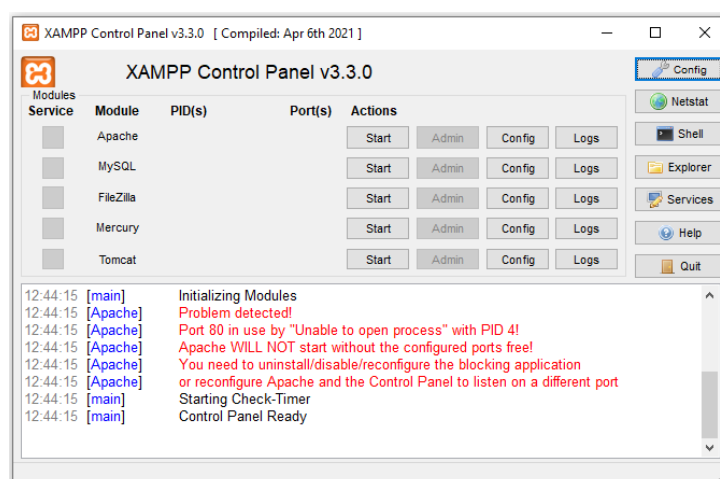 XAMPP Control Panel v3.3.0 [ Compiled: Apr 6th 2021 ]
XAMPP Control Panel v3.3.0
Config
Modules
Service Module PID(s) Port(s) Actions
Netstat
Apache Start Admin Config Logs
Shell
MySQL Start Admin Config Logs
Explorer
FileZilla Start Admin Config Logs
Services
Mercury Start Admin Config Logs
Help
Tomcat Start Admin Config Logs
Quit
12:44:15 [main] Initializing Modules
12:44:15 [Apache] Problem detected!
12:44:15 [Apache] Port 80 in use by "Unable to open process" with PID 4!
12:44:15 [Apache] Apache WILL NOT start without the configured ports free!
12:44:15 [Apache] You need to uninstall/disable/reconfigure the blocking application
12:44:15 [Apache] or reconfigure Apache and the Control Panel to listen on a different port
12:44:15 [main] Starting Check-Timer
12:44:15 [main] Control Panel Ready